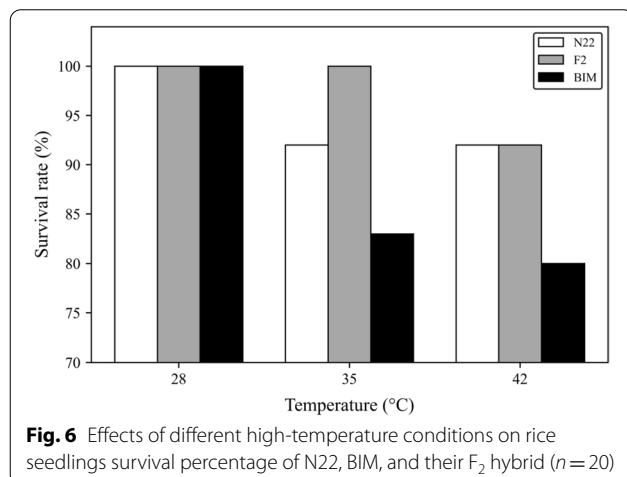 N22
F2
BIM
100
95
90
85
80
75
70
Survival rate (%)
28
35
42
Temperature (°C)
Fig. 6 Effects of different high-temperature conditions on rice
seedlings survival percentage of N22, BIM, and their F₂ hybrid (n = 20)